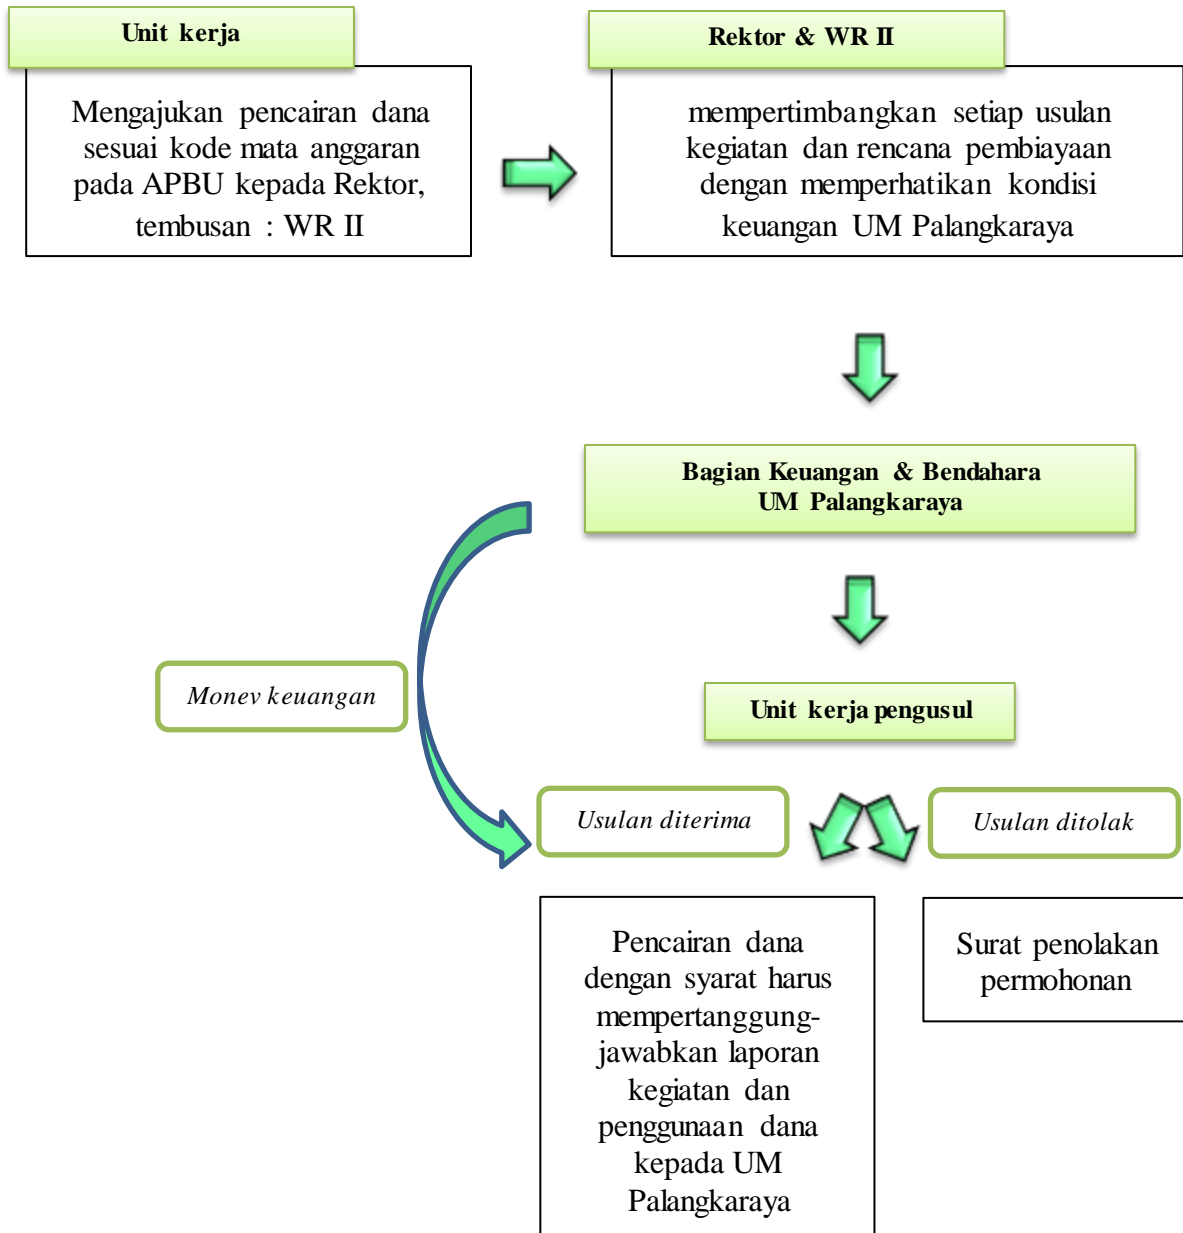 Unit kerja
Mengajukan pencairan dana
sesuai kode mata anggaran
pada APBU kepada Rektor,
tembusan : WR II
Rektor & WR II
mempertimbangkan setiap usulan
kegiatan dan rencana pembiayaan
dengan memperhatikan kondisi
keuangan UM Palangkaraya
Bagian Keuangan & Bendahara
UM Palangkaraya
Monev keuangan
Unit kerja pengusul
Usulan diterima
Usulan ditolak
Pencairan dana
dengan syarat harus
mempertanggung-
jawabkan laporan
kegiatan dan
penggunaan dana
kepada UM
Palangkaraya
Surat penolakan
permohonan